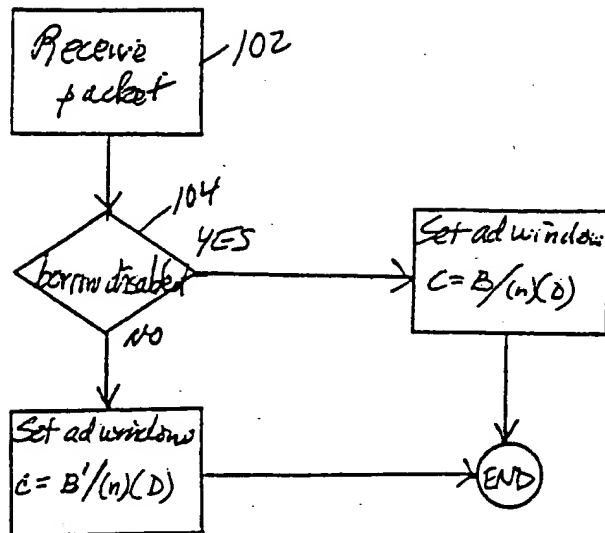 Receive
packet
102
104
borrow disabled
YES
NO
Set ad window
C = B/(n)(D)
Set ad window
C = B'/(n)(D)
END